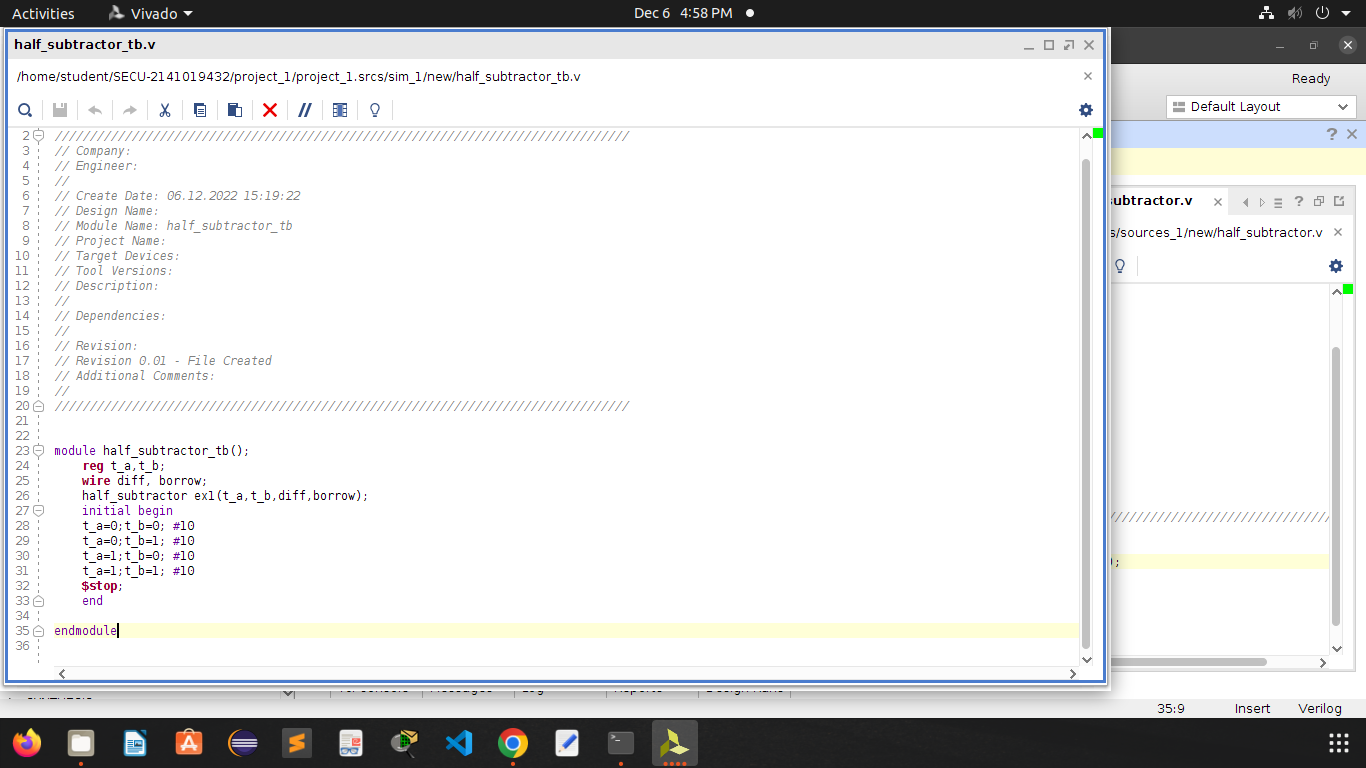 Activities
Vivado
Dec 6 4:58 PM
half_subtractor_tb.v
/home/student/SECU-2141019432/project_1/project_1.srcs/sim_1/new/half_subtractor_tb.v
Ready
Default Layout
2 //////////////////////////////////////////////////////////////////////////////////
3 // Company:
4 // Engineer:
5 //
6 // Create Date: 06.12.2022 15:19:22
7 // Design Name:
8 // Module Name: half_subtractor_tb
9 // Project Name:
10 // Target Devices:
11 // Tool Versions:
12 // Description:
13 //
14 // Dependencies:
15 //
16 // Revision:
17 // Revision 0.01 - File Created
18 // Additional Comments:
19 //
20 //////////////////////////////////////////////////////////////////////////////////
21
22
23 module half_subtractor_tb();
24 reg t_a,t_b;
25 wire diff, borrow;
26 half_subtractor ex1(t_a,t_b,diff,borrow);
27 initial begin
28 t_a=0;t_b=0; #10
29 t_a=0;t_b=1; #10
30 t_a=1;t_b=0; #10
31 t_a=1;t_b=1; #10
32 $stop;
33 end
34
35 endmodule
36
ubtractor.v
s/sources_1/new/half_subtractor.v
///////////////////////////////
);
35:9
Insert
Verilog